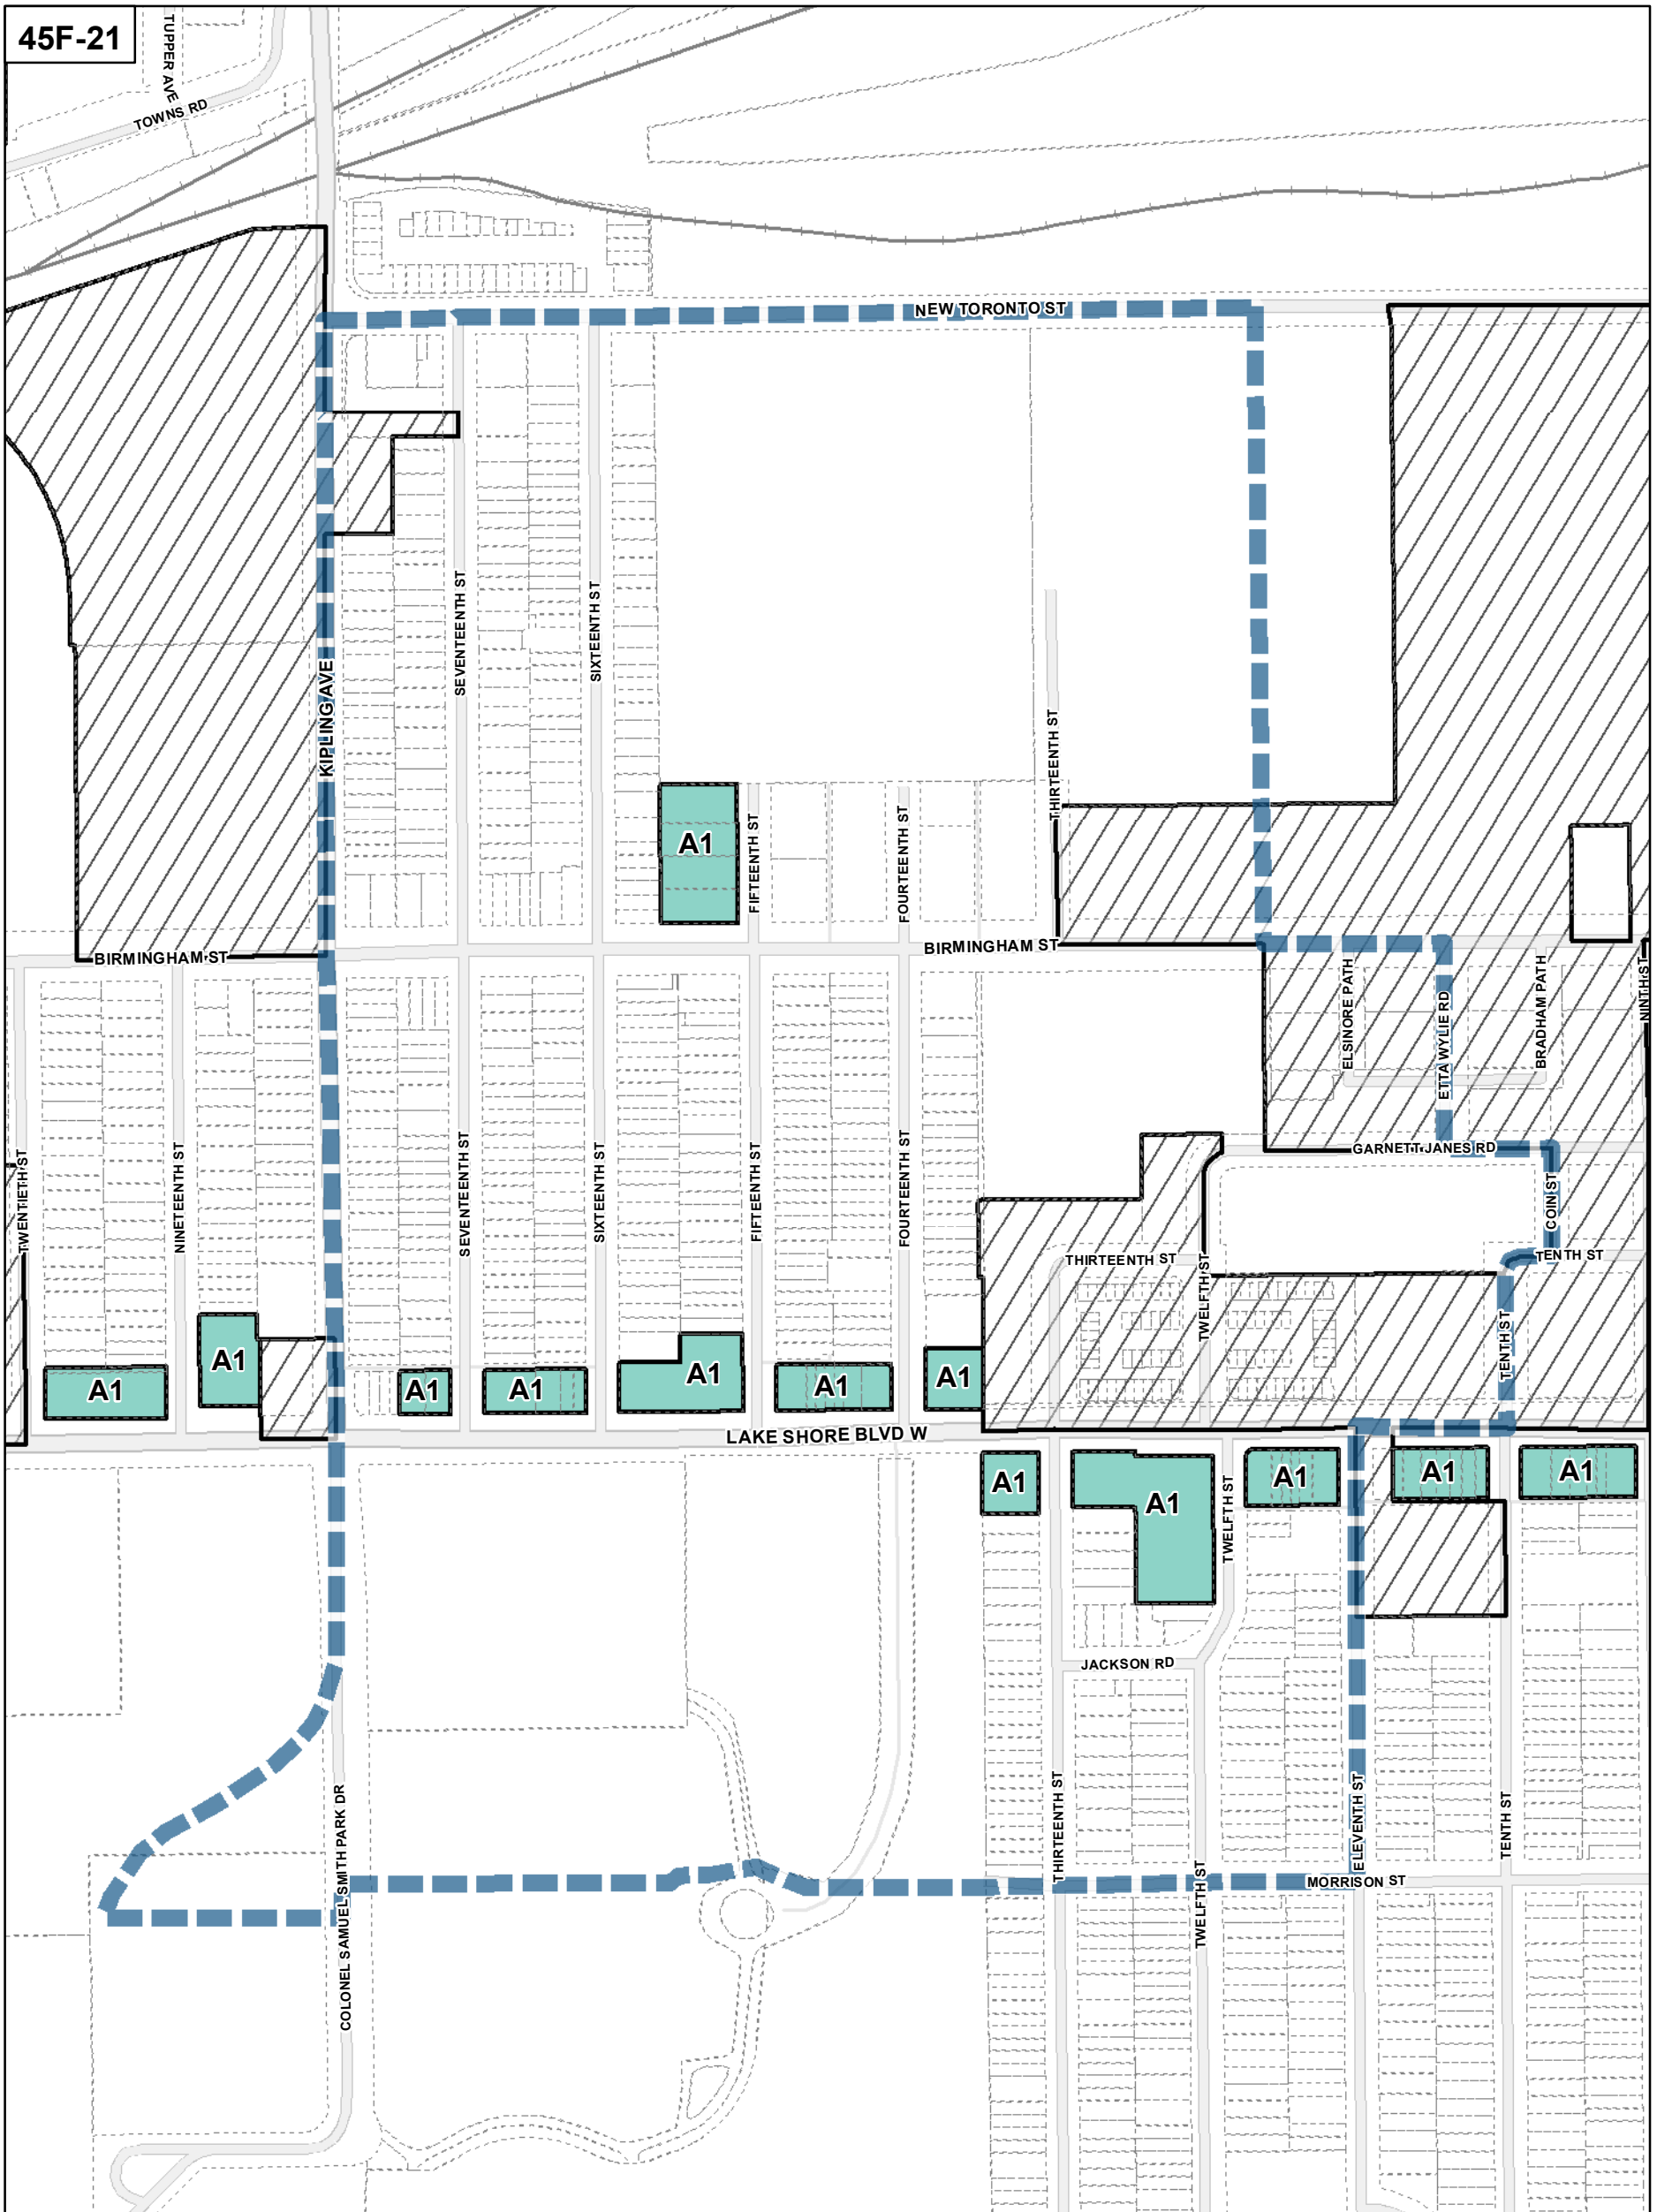 45F-21
TUPPER AVE
TOWNS RD
NEW TORONTO ST
SEVENTEENTH ST
SIXTEENTH ST
KIPLING AVE
THIRTEENTH ST
A1
FIFTEENTH ST
FOURTEENTH ST
BIRMINGHAM ST
BIRMINGHAM ST
ELSINORE PATH
ETTA WYLIE RD
BRADHAM PATH
NINTH ST
GARNETT JANES RD
TWENTIETH ST
NINETEENTH ST
SEVENTEENTH ST
SIXTEENTH ST
FIFTEENTH ST
FOURTEENTH ST
COIN ST
THIRTEENTH ST
TWELFTH ST
TENTH ST
TENTH ST
A1
A1
A1
A1
A1
A1
A1
LAKE SHORE BLVD W
A1
A1
A1
A1
A1
TWELFTH ST
JACKSON RD
COLONEL SAMUEL SMITH PARK DR
THIRTEENTH ST
TWELFTH ST
ELEVENTH ST
TENTH ST
MORRISON ST